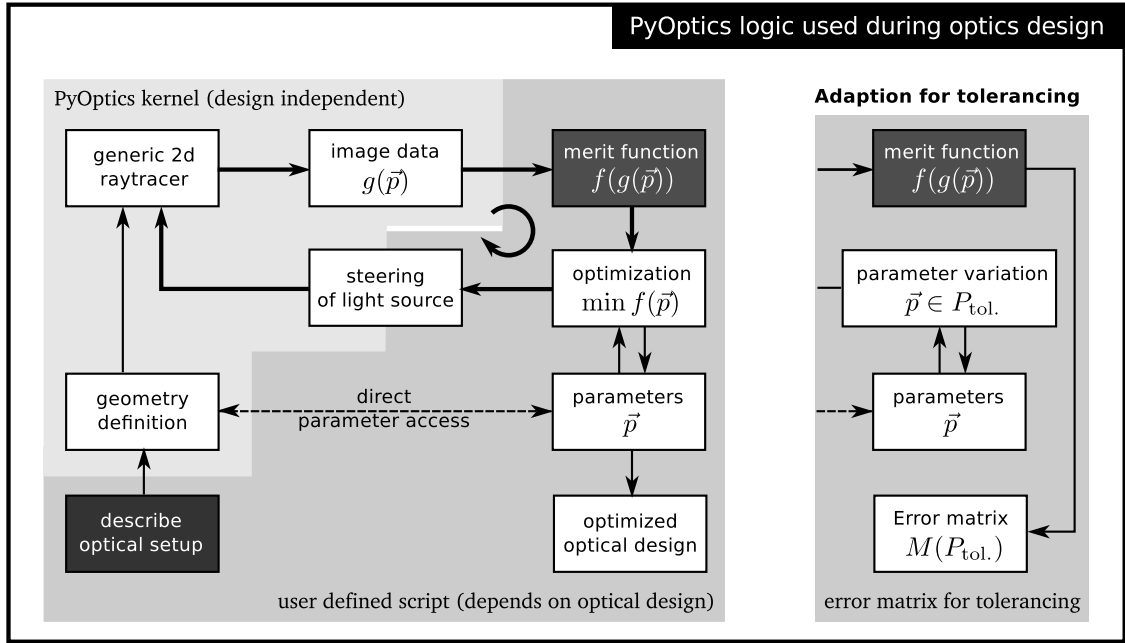 PyOptics logic used during optics design
PyOptics kernel (design independent)
generic 2d
raytracer
image data
g(p⃗)
merit function
f(g(p⃗))
steering
of light source
optimization
min f(p⃗)
geometry
definition
direct
parameter access
parameters
p⃗
describe
optical setup
optimized
optical design
user defined script (depends on optical design)
Adaption for tolerancing
merit function
f(g(p⃗))
parameter variation
p⃗ ∈ P_tol.
parameters
p⃗
Error matrix
M(P_tol.)
error matrix for tolerancing